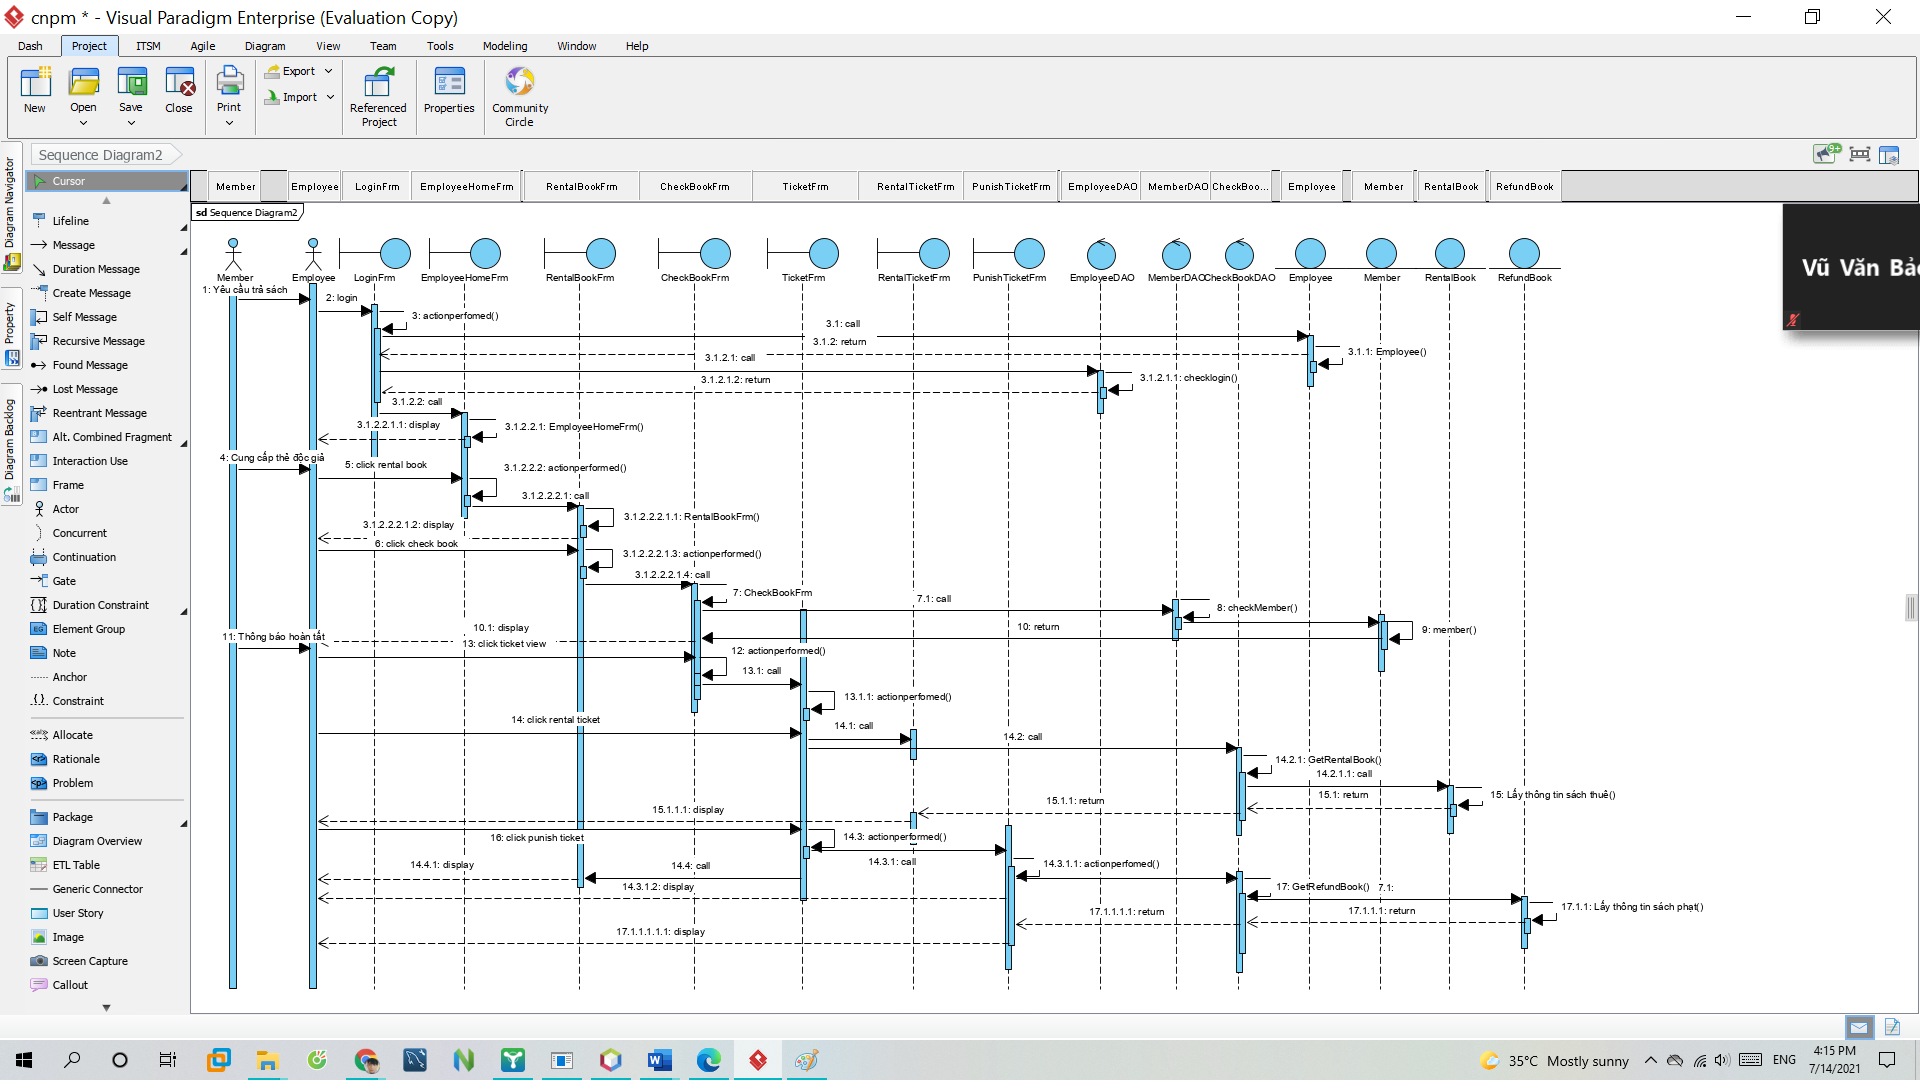 cnpm * - Visual Paradigm Enterprise (Evaluation Copy)
Dash Project ITSM Agile Diagram View Team Tools Modeling Window Help
New Open Save Close Print Export Import Referenced Project Properties Community Circle
Sequence Diagram2
9+
Diagram Navigator
Property
Diagram Backlog
Cursor
Lifeline
Message
Duration Message
Create Message
Self Message
Recursive Message
Found Message
Lost Message
Reentrant Message
Alt. Combined Fragment
Interaction Use
Frame
Actor
Concurrent
Continuation
Gate
Duration Constraint
Element Group
Note
Anchor
Constraint
Allocate
Rationale
Problem
Package
Diagram Overview
ETL Table
Generic Connector
User Story
Image
Screen Capture
Callout
Member Employee LoginFrm EmployeeHomeFrm RentalBookFrm CheckBookFrm TicketFrm RentalTicketFrm PunishTicketFrm EmployeeDAO MemberDAO CheckBoo... Employee Member RentalBook RefundBook
sd Sequence Diagram2
Member Employee LoginFrm EmployeeHomeFrm RentalBookFrm CheckBookFrm TicketFrm RentalTicketFrm PunishTicketFrm EmployeeDAO MemberDAO CheckBookDAO Employee Member RentalBook RefundBook
Vũ Văn Bảo
1: Yêu cầu trả sách
2: login
3: actionperfomed()
3.1: call
3.1.2: return
3.1.1: Employee()
3.1.2.1: call
3.1.2.1.2: return
3.1.2.1.1: checklogin()
3.1.2.2: call
3.1.2.2.1.1: display
3.1.2.2.1: EmployeeHomeFrm()
4: Cung cấp thẻ độc giả
5: click rental book
3.1.2.2.2: actionperformed()
3.1.2.2.2.1: call
3.1.2.2.2.1.1: RentalBookFrm()
3.1.2.2.2.1.2: display
6: click check book
3.1.2.2.2.1.3: actionperformed()
3.1.2.2.2.1.4: call
7: CheckBookFrm
7.1: call
8: checkMember()
9: member()
10: return
10.1: display
11: Thông báo hoàn tất
13: click ticket view
12: actionperformed()
13.1: call
13.1.1: actionperfomed()
14: click rental ticket
14.1: call
14.2: call
14.2.1: GetRentalBook()
14.2.1.1: call
15: Lấy thông tin sách thuê()
15.1: return
15.1.1: return
15.1.1.1: display
16: click punish ticket
14.3: actionperformed()
14.3.1: call
14.3.1.1: actionperfomed()
14.4: call
14.4.1: display
14.3.1.2: display
17: GetRefundBook()
7.1:
17.1.1: Lấy thông tin sách phạt()
17.1.1.1: return
17.1.1.1.1: return
17.1.1.1.1.1: display
35°C Mostly sunny
ENG
4:15 PM
7/14/2021